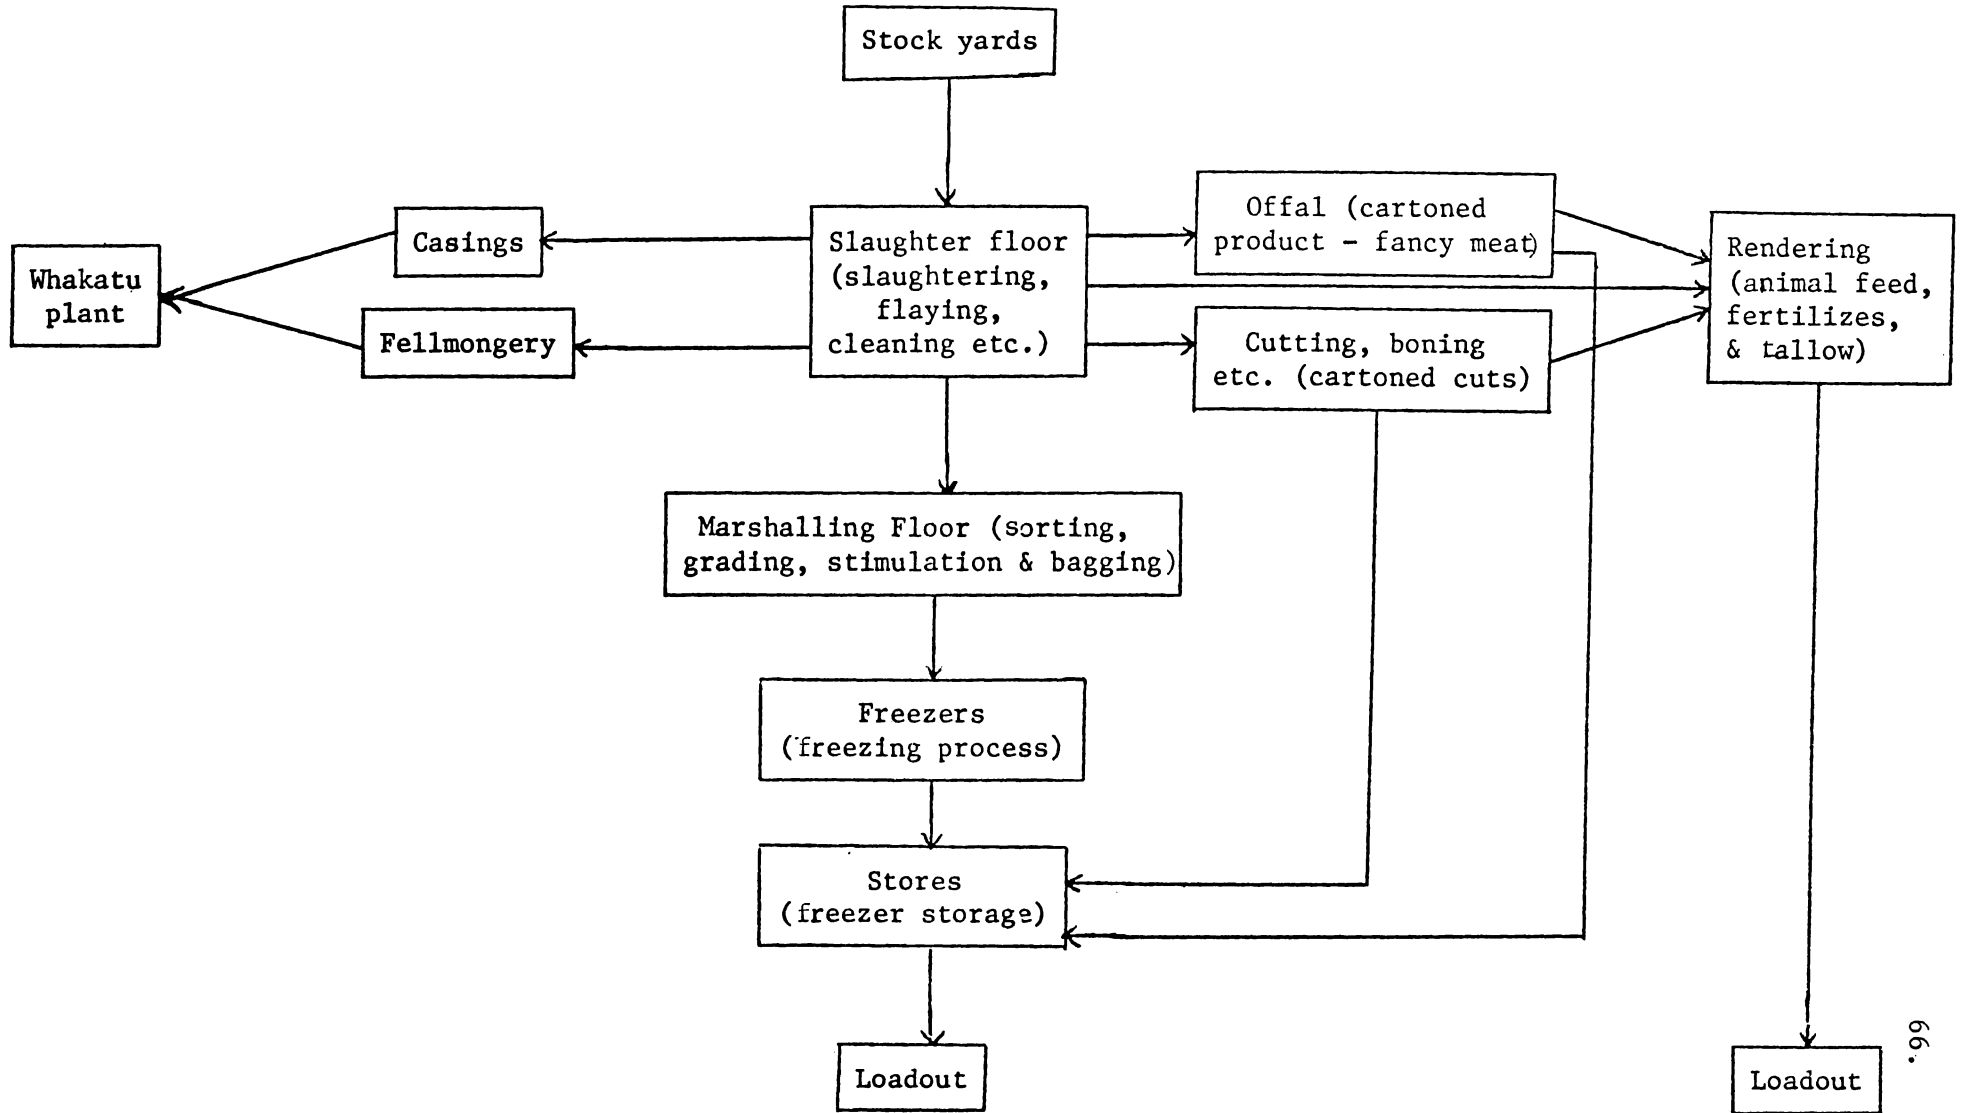 Stock yards
Casings
Fellmongery
Whakatu
plant
Slaughter floor
(slaughtering,
flaying,
cleaning etc.)
Offal (cartoned
product - fancy meat)
Cutting, boning
etc. (cartoned cuts)
Rendering
(animal feed,
fertilizes,
& tallow)
Marshalling Floor (sorting,
grading, stimulation & bagging)
Freezers
(freezing process)
Stores
(freezer storage)
Loadout
Loadout
66.